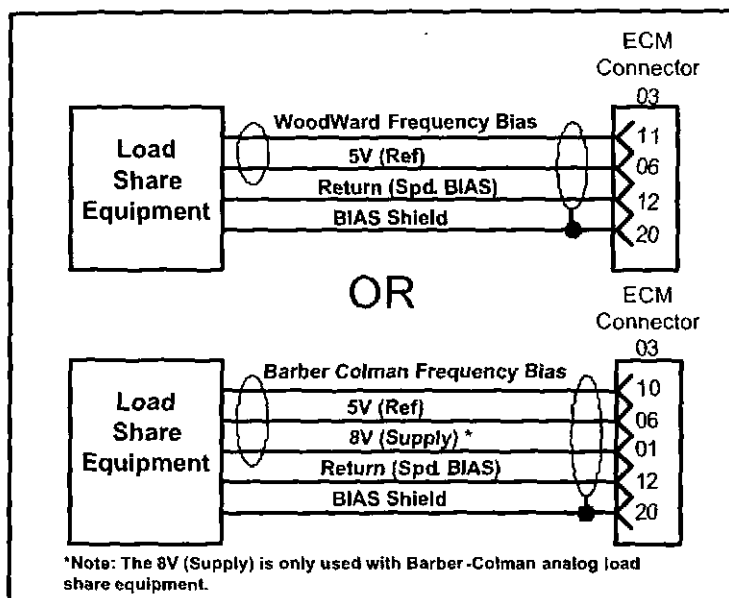 ECM
Connector
03
Load
Share
Equipment
WoodWard Frequency Bias
11
5V (Ref)
06
Return (Spd. BIAS)
12
BIAS Shield
20
OR
ECM
Connector
03
Load
Share
Equipment
Barber Colman Frequency Bias
10
5V (Ref)
06
8V (Supply) *
01
Return (Spd. BIAS)
12
BIAS Shield
20
*Note: The 8V (Supply) is only used with Barber-Colman analog load
share equipment.